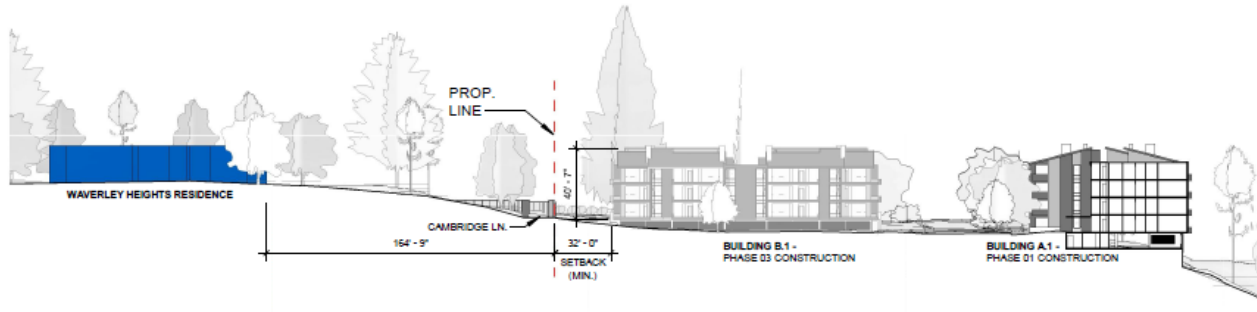 PROP.
LINE
40' - 7"
WAVERLEY HEIGHTS RESIDENCE
CAMBRIDGE LN.
164' - 9"
32' - 0"
SETBACK
(MIN.)
BUILDING B.1 -
PHASE 03 CONSTRUCTION
BUILDING A.1 -
PHASE 01 CONSTRUCTION